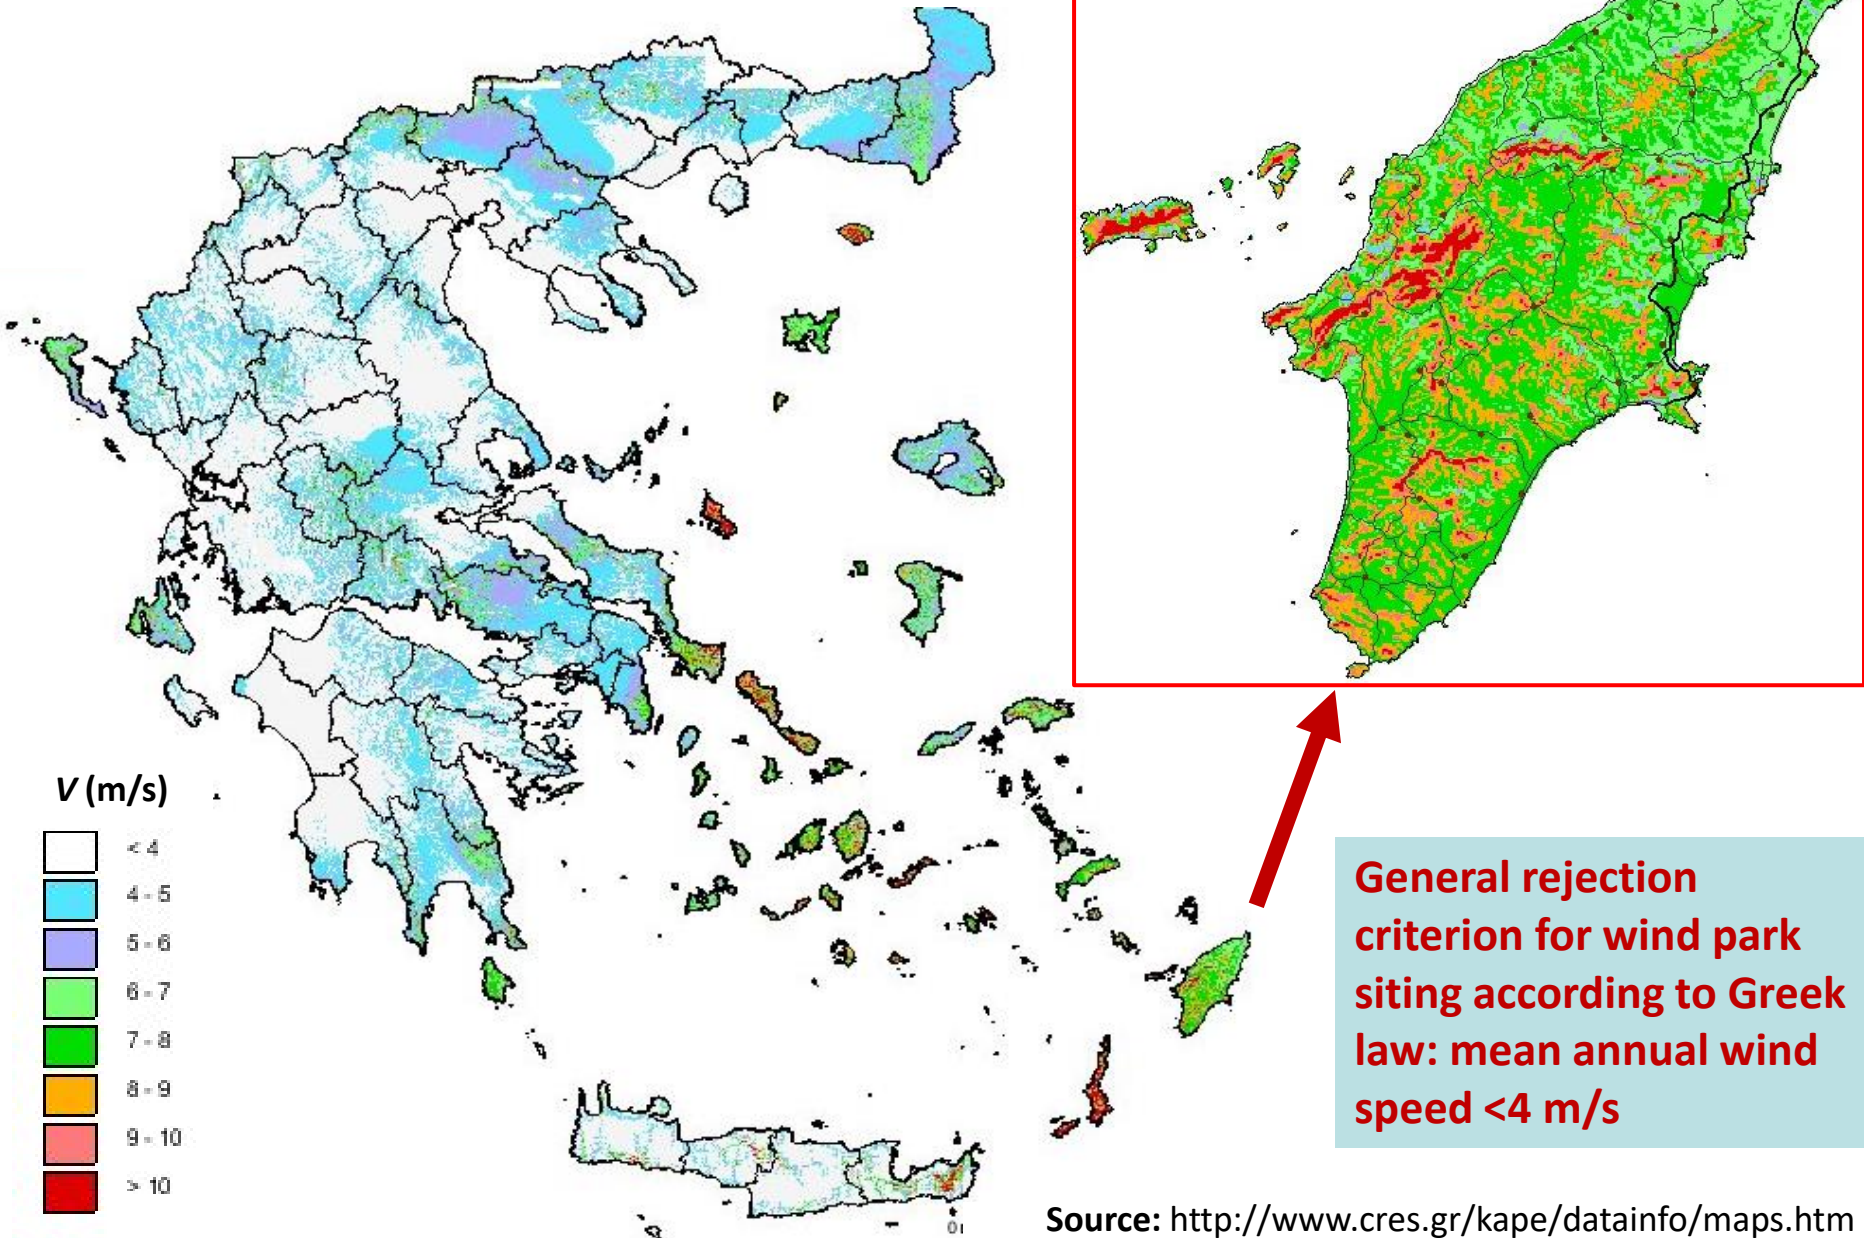 V (m/s)
< 4
4 - 5
5 - 6
6 - 7
7 - 8
8 - 9
9 - 10
> 10
General rejection
criterion for wind park
siting according to Greek
law: mean annual wind
speed <4 m/s
Source: http://www.cres.gr/kape/datainfo/maps.htm